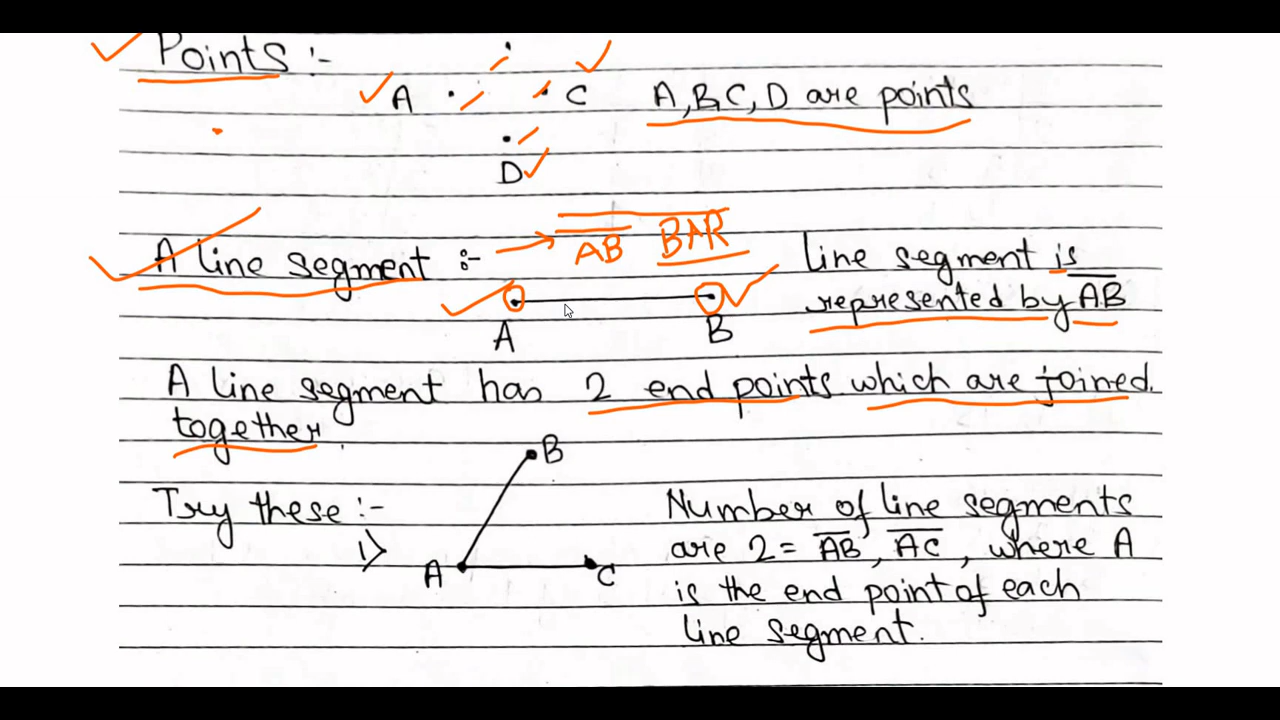 Points :-
A C A, B, C, D are points
D
AB BAR
A line segment :- Line segment is
represented by AB
A B
A line segment has 2 end points which are joined
together.
B
Try these :- Number of line segments
1) are 2 = AB, AC, where A
A C
is the end point of each
line segment.